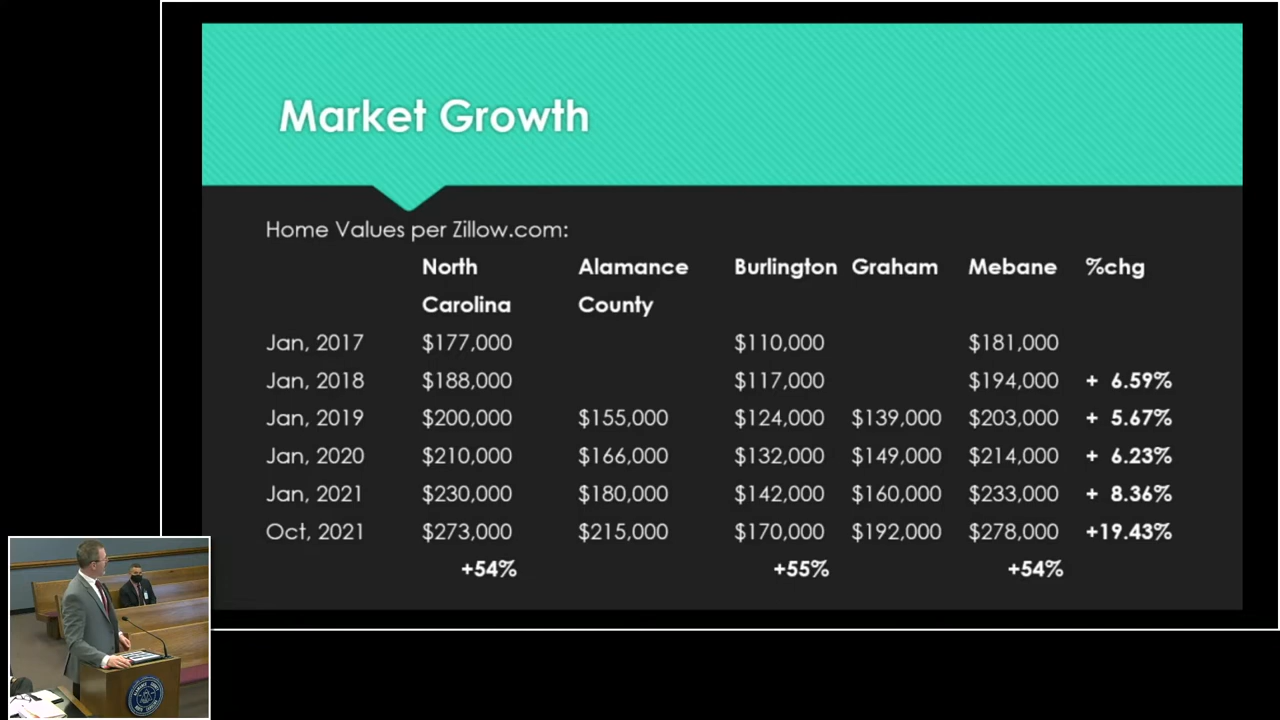 Market Growth
Home Values per Zillow.com:
North Alamance Burlington Graham Mebane %chg
Carolina County
Jan, 2017 $177,000 $110,000 $181,000
Jan, 2018 $188,000 $117,000 $194,000 + 6.59%
Jan, 2019 $200,000 $155,000 $124,000 $139,000 $203,000 + 5.67%
Jan, 2020 $210,000 $166,000 $132,000 $149,000 $214,000 + 6.23%
Jan, 2021 $230,000 $180,000 $142,000 $160,000 $233,000 + 8.36%
Oct, 2021 $273,000 $215,000 $170,000 $192,000 $278,000 +19.43%
+54% +55% +54%